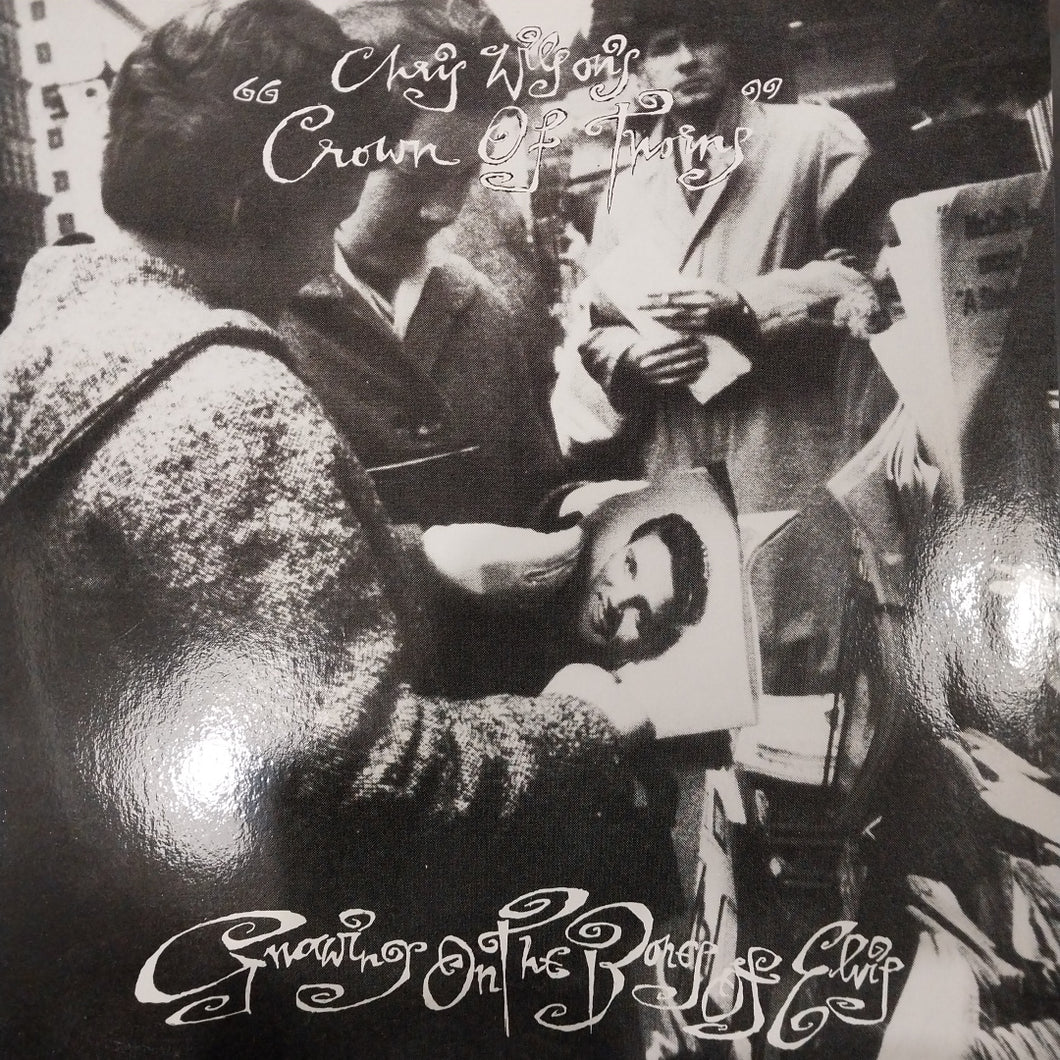 Chris Wilson's
"Crown Of Thorns"
Gnawing On The Bones of Elvis